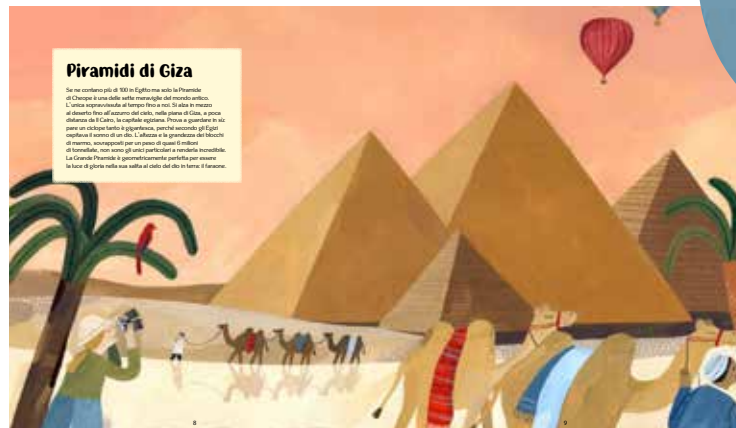 Piramidi di Giza
Se ne contano più di 100 in Egitto ma solo la Piramide
di Cheope è una delle sette meraviglie del mondo antico.
L'unica sopravvissuta al tempo fino a noi. Si alza in mezzo
al deserto fino all'azzurro del cielo, nella piana di Giza, a poca
distanza da Il Cairo, la capitale egiziana. Prova a guardare in su:
pare un ciclope tanto è gigantesca, perché secondo gli Egizi
ospitava il sonno di un dio. L'altezza e la grandezza dei blocchi
di marmo, sovrapposti per un peso di quasi 6 milioni
di tonnellate, non sono gli unici particolari a renderla incredibile.
La Grande Piramide è geometricamente perfetta per essere
la luce di gloria nella sua salita al cielo del dio in terra: il faraone.
8
9